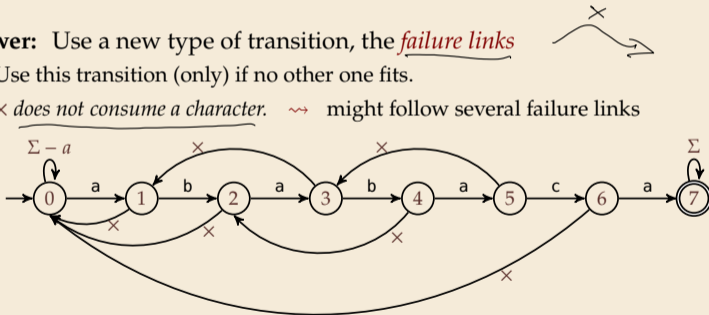 ver: Use a new type of transition, the failure links
×
Use this transition (only) if no other one fits.
× does not consume a character. ⇝ might follow several failure links
Σ − a × × Σ
a b a b a c a
0 1 2 3 4 5 6 7
× × ×
×